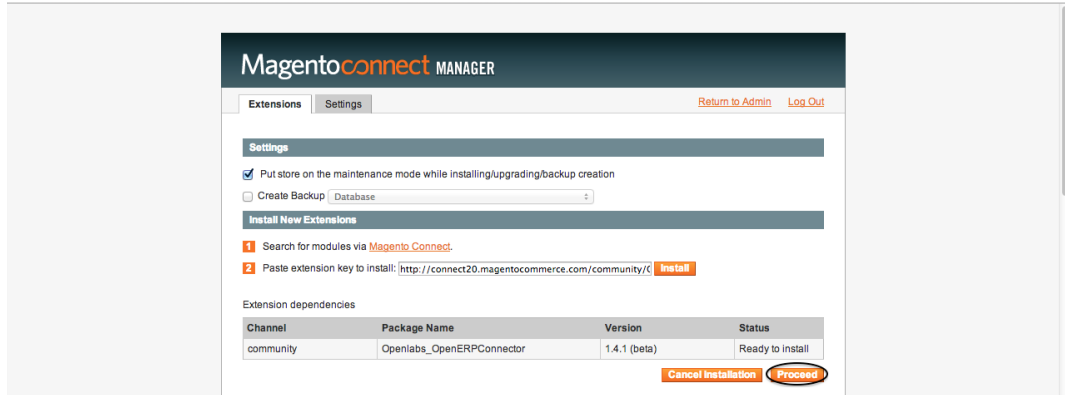 Magentoconnect MANAGER
Extensions Settings Return to Admin Log Out
Settings
Put store on the maintenance mode while installing/upgrading/backup creation
Create Backup Database
Install New Extensions
1 Search for modules via Magento Connect.
2 Paste extension key to install: http://connect20.magentocommerce.com/community/ Install
Extension dependencies
Channel Package Name Version Status
community Openlabs_OpenERPConnector 1.4.1 (beta) Ready to install
Cancel Installation Proceed